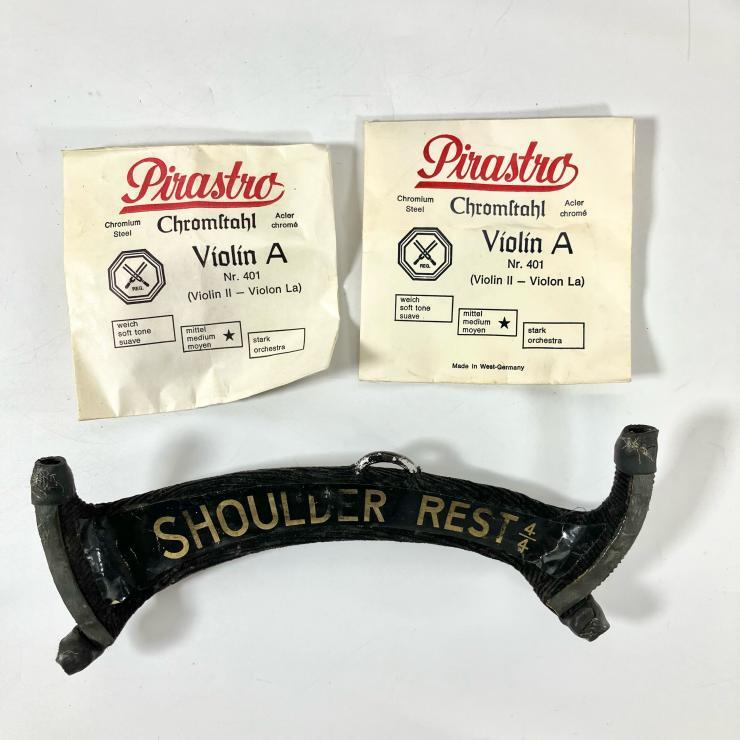 Pirastro
Chromium Steel
Chromſtahl
Acier chromé
REG.
Violin A
Nr. 401
(Violin II – Violon La)
weich
soft tone
suave
mittel
medium
moyen
stark
orchestra
Pirastro
Chromium Steel
Chromſtahl
Acier chromé
REG.
Violin A
Nr. 401
(Violin II – Violon La)
weich
soft tone
suave
mittel
medium
moyen
stark
orchestra
Made in West-Germany
SHOULDER REST 4/4